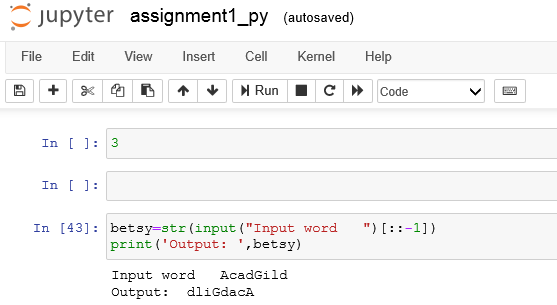 jupyter assignment1_py (autosaved)
File Edit View Insert Cell Kernel Help
Run Code
In [ ]: 3
In [ ]:
In [43]: betsy=str(input("Input word   ")[::-1])
print('Output: ',betsy)
Input word   AcadGild
Output:  dliGdacA